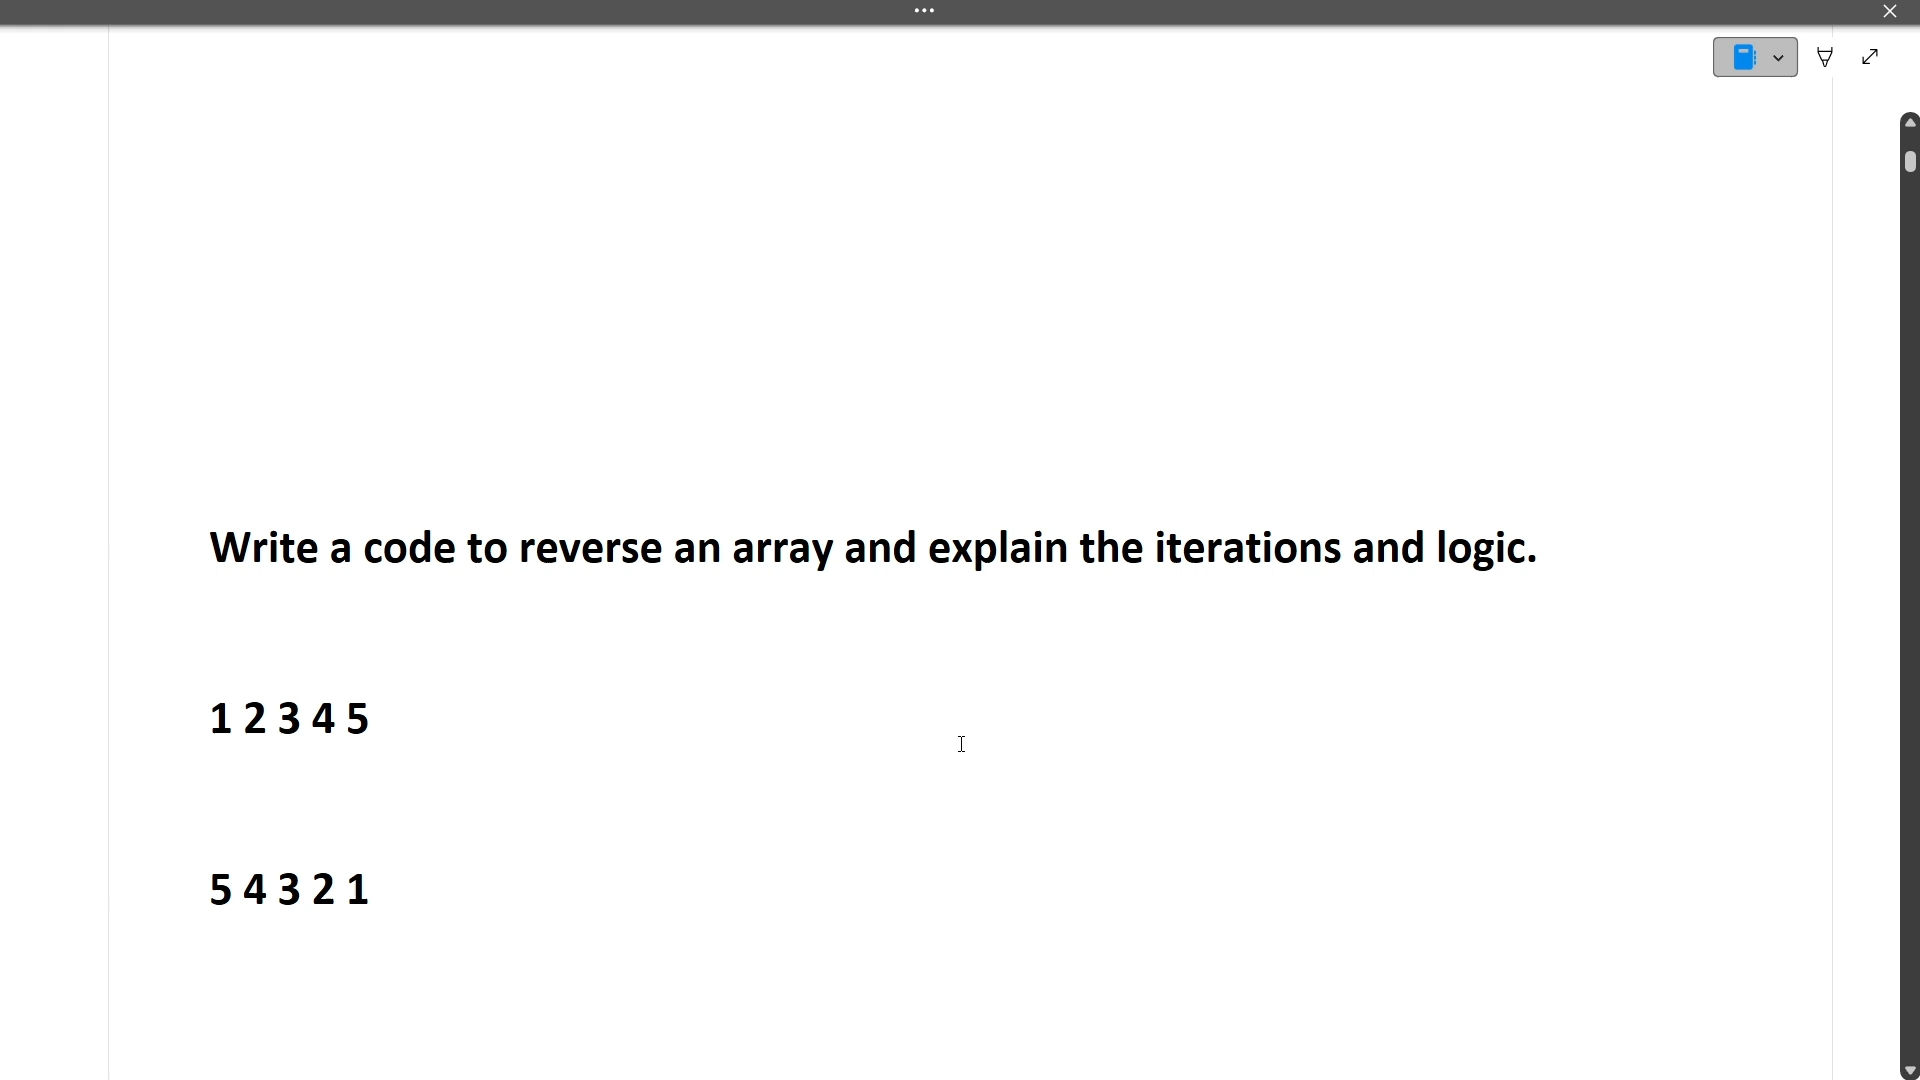 Write a code to reverse an array and explain the iterations and logic.
1 2 3 4 5
5 4 3 2 1